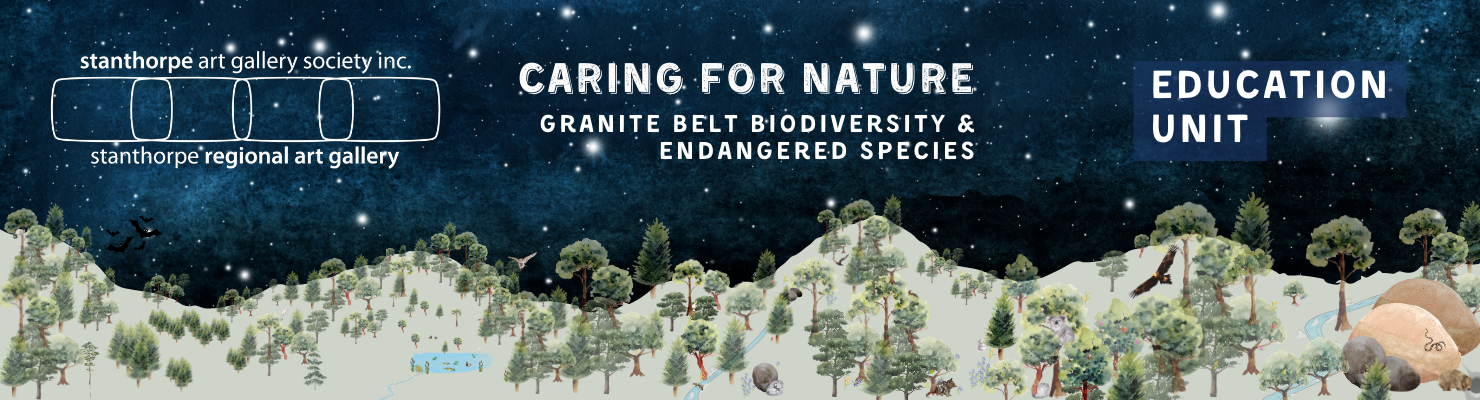 stanthorpe art gallery society inc.
stanthorpe regional art gallery
CARING FOR NATURE
GRANITE BELT BIODIVERSITY &
ENDANGERED SPECIES
EDUCATION
UNIT